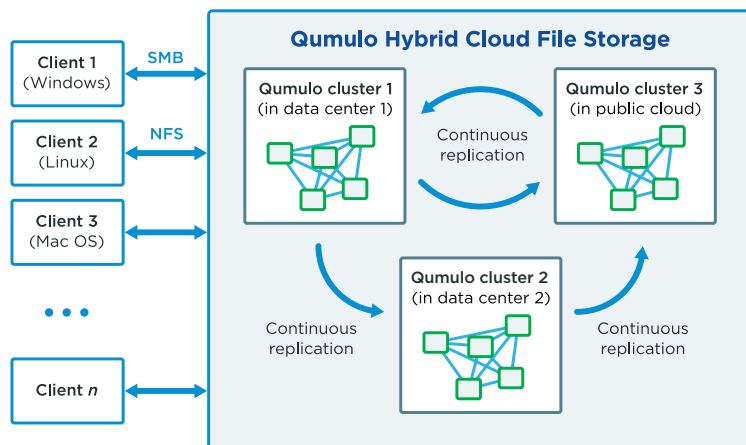 Qumulo Hybrid Cloud File Storage
Client 1
(Windows)
SMB
Client 2
(Linux)
NFS
Client 3
(Mac OS)
Client n
Qumulo cluster 1
(in data center 1)
Continuous
replication
Qumulo cluster 3
(in public cloud)
Qumulo cluster 2
(in data center 2)
Continuous
replication
Continuous
replication